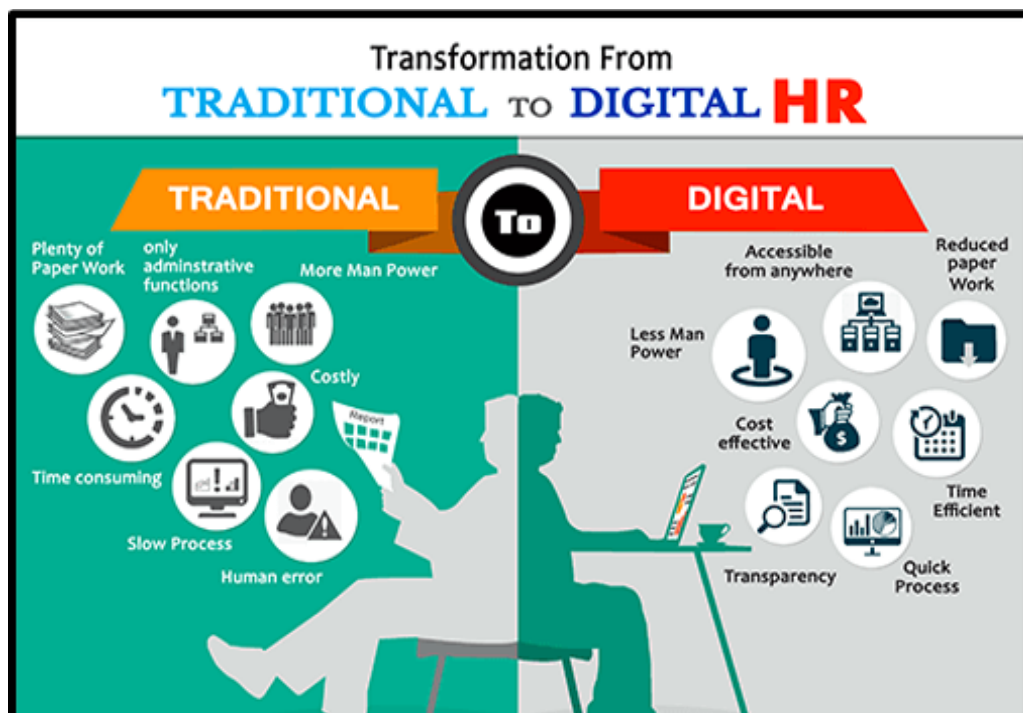 Transformation From
TRADITIONAL TO DIGITAL HR
TRADITIONAL
To
DIGITAL
Plenty of
Paper Work
only
adminstrative
functions
More Man Power
Costly
Report
Time consuming
Slow Process
Human error
Accessible
from anywhere
Reduced
paper
Work
Less Man
Power
Cost
effective
$
Time
Efficient
Transparency
Quick
Process